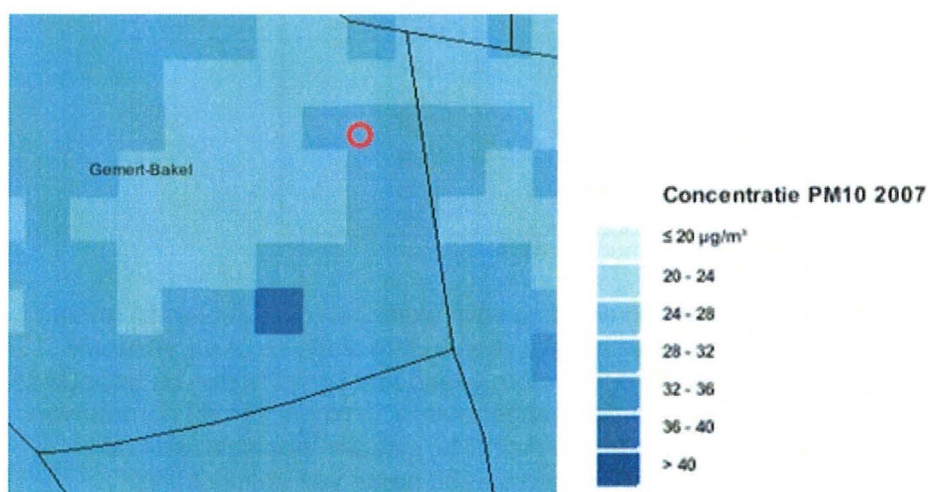 Gemert-Bakel
Concentratie PM10 2007
≤ 20 µg/m³
20 - 24
24 - 28
28 - 32
32 - 36
36 - 40
> 40